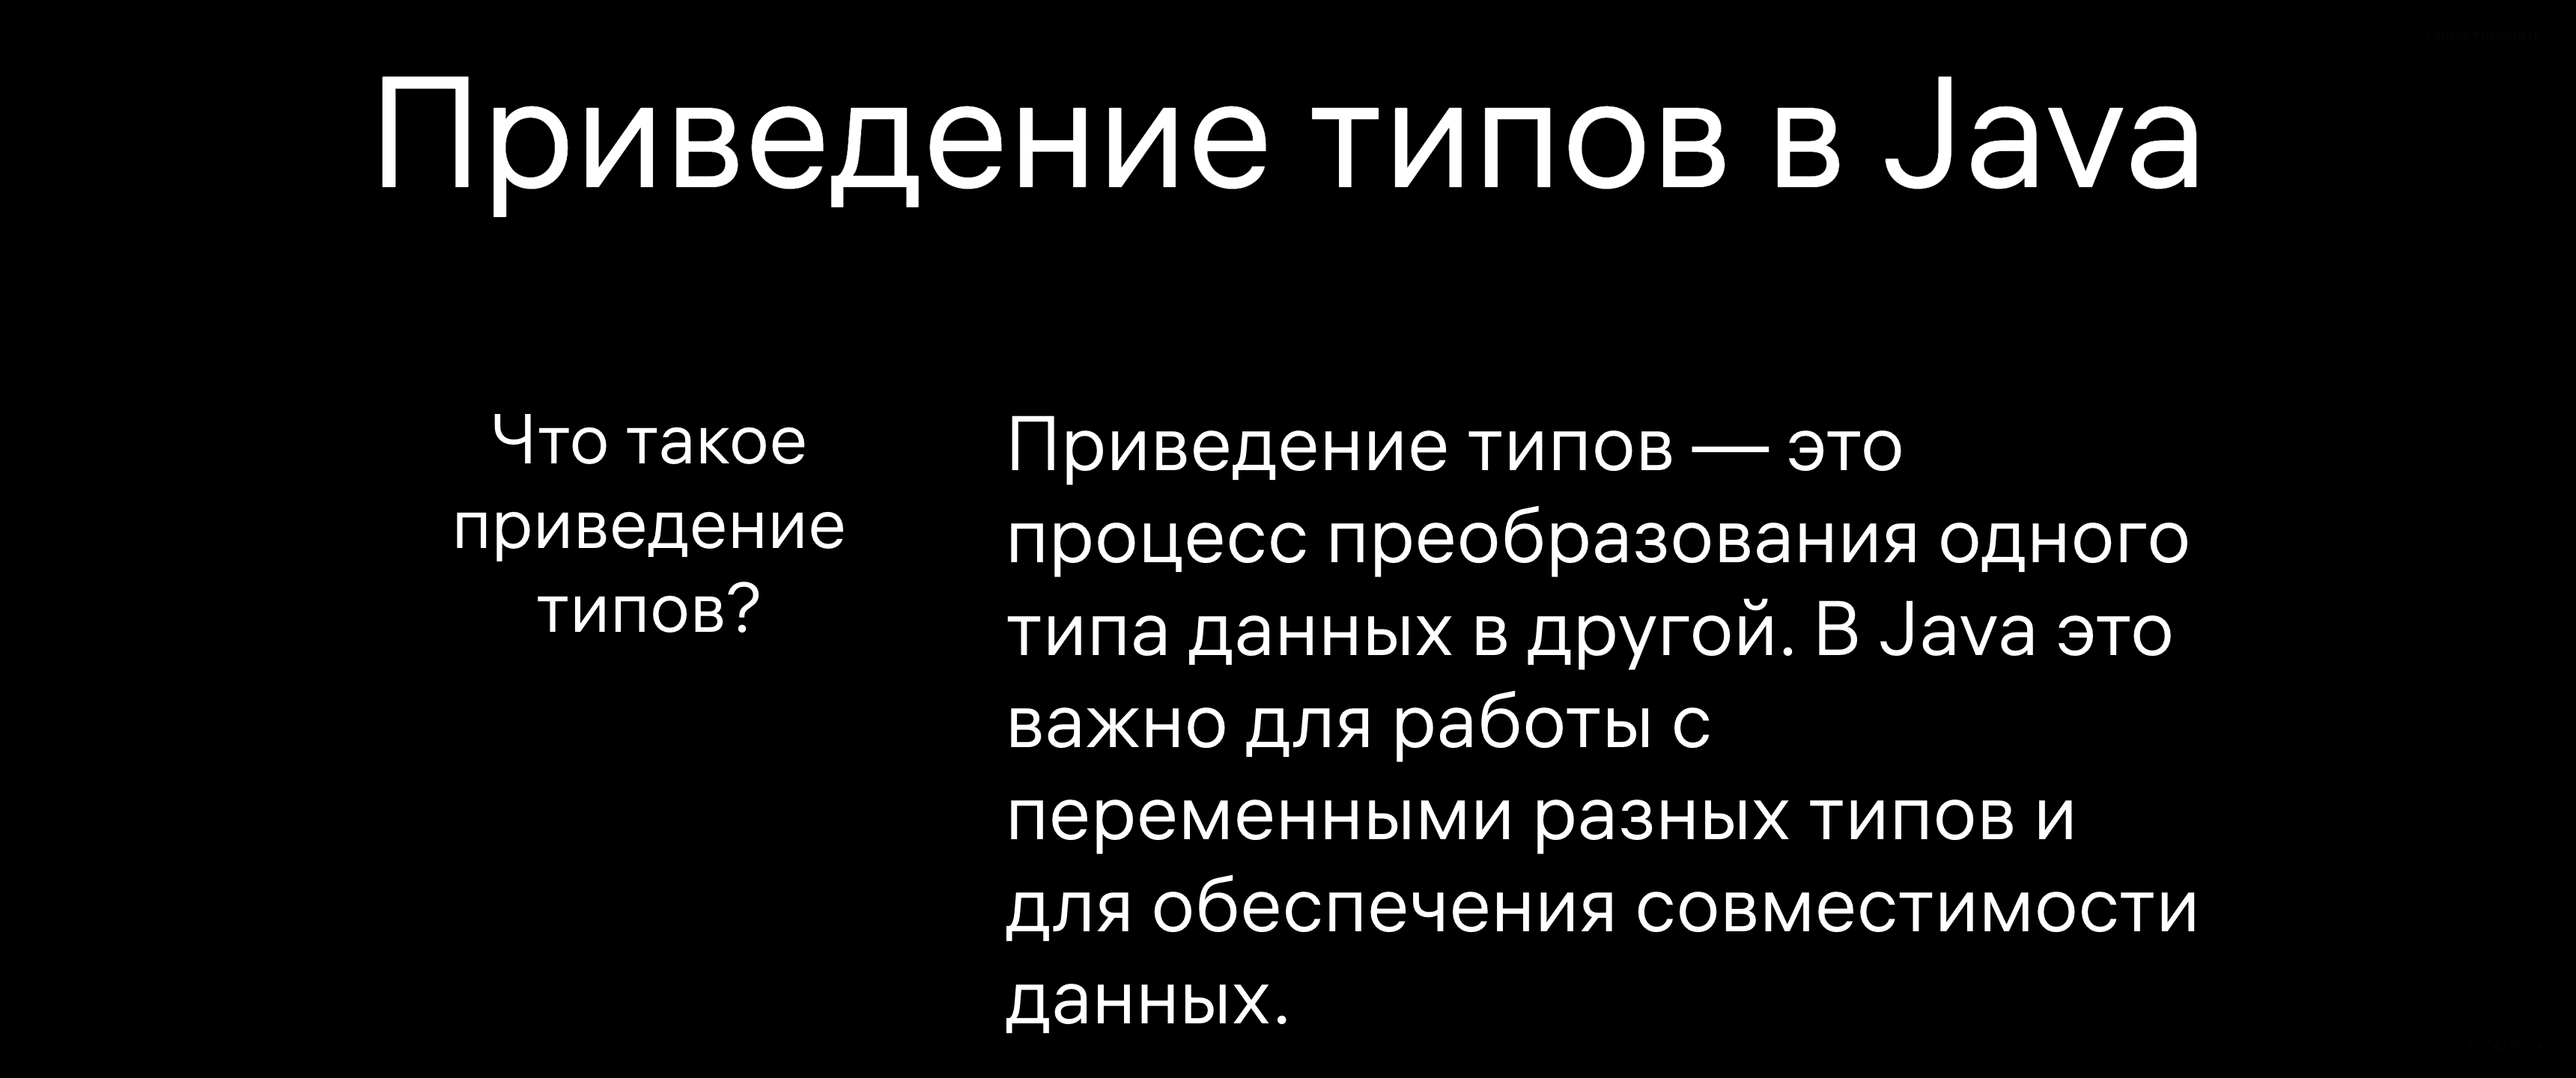 Приведение типов в Java
Что такое
приведение
типов?
Приведение типов — это
процесс преобразования одного
типа данных в другой. В Java это
важно для работы с
переменными разных типов и
для обеспечения совместимости
данных.